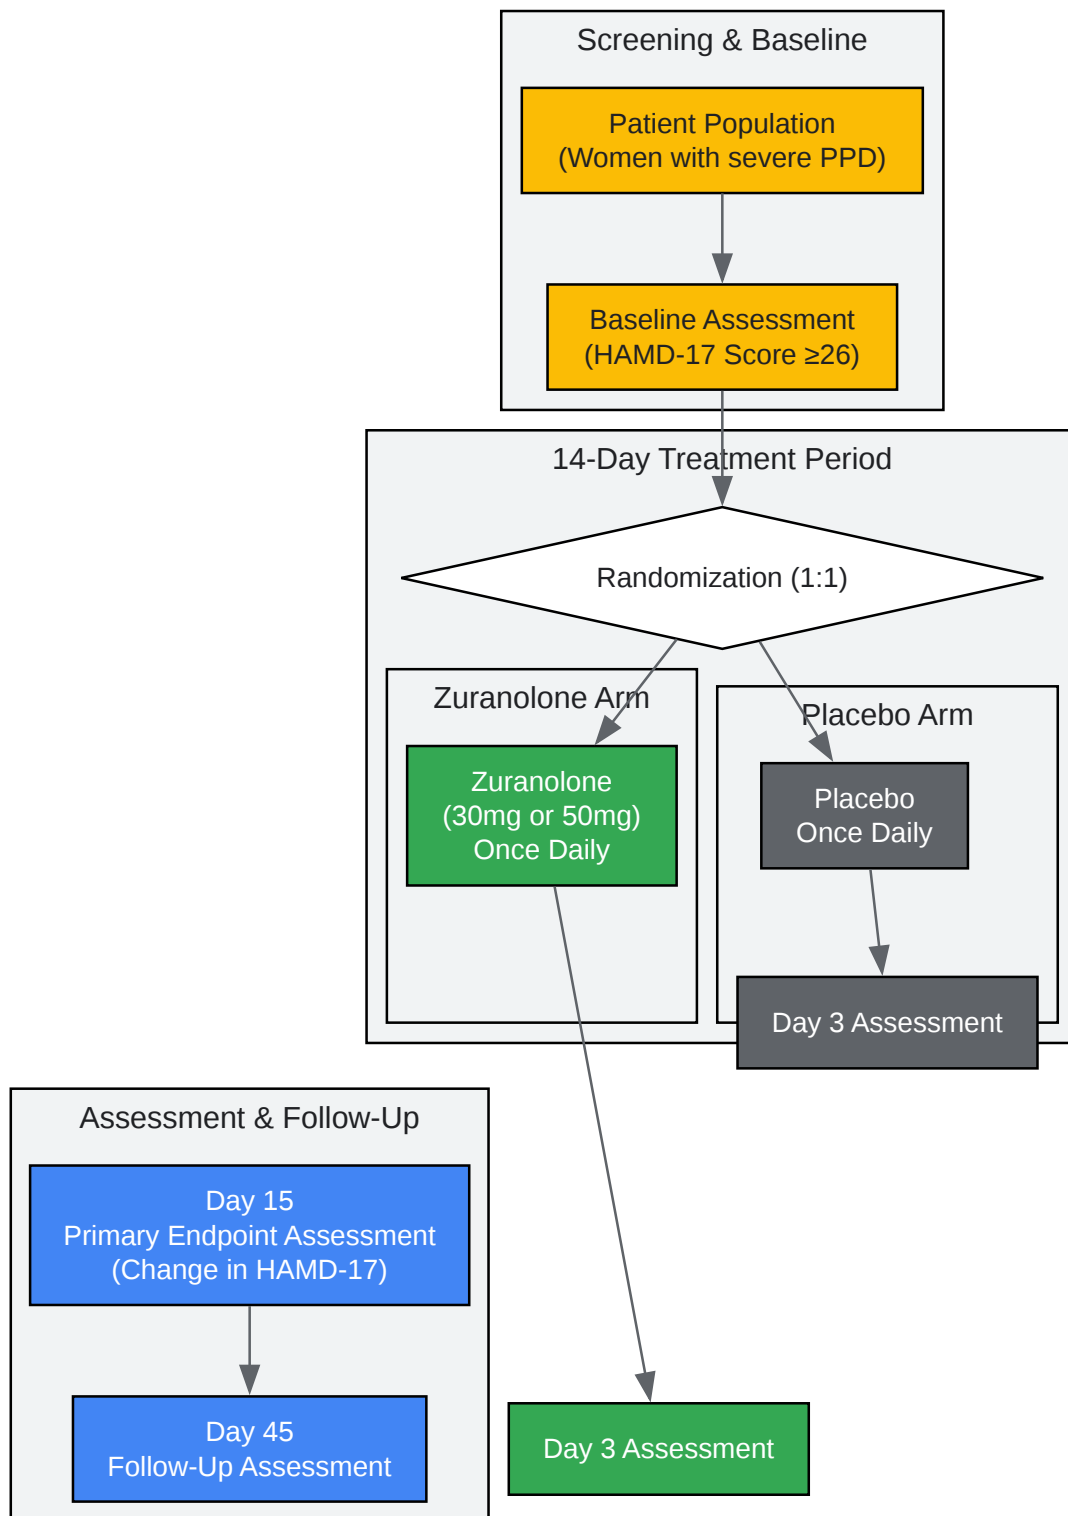 Screening & Baseline
Patient Population
(Women with severe PPD)
Baseline Assessment
(HAMD-17 Score ≥26)
14-Day Treatment Period
Randomization (1:1)
Zuranolone Arm
Zuranolone
(30mg or 50mg)
Once Daily
Placebo Arm
Placebo
Once Daily
Day 3 Assessment
Assessment & Follow-Up
Day 15
Primary Endpoint Assessment
(Change in HAMD-17)
Day 45
Follow-Up Assessment
Day 3 Assessment